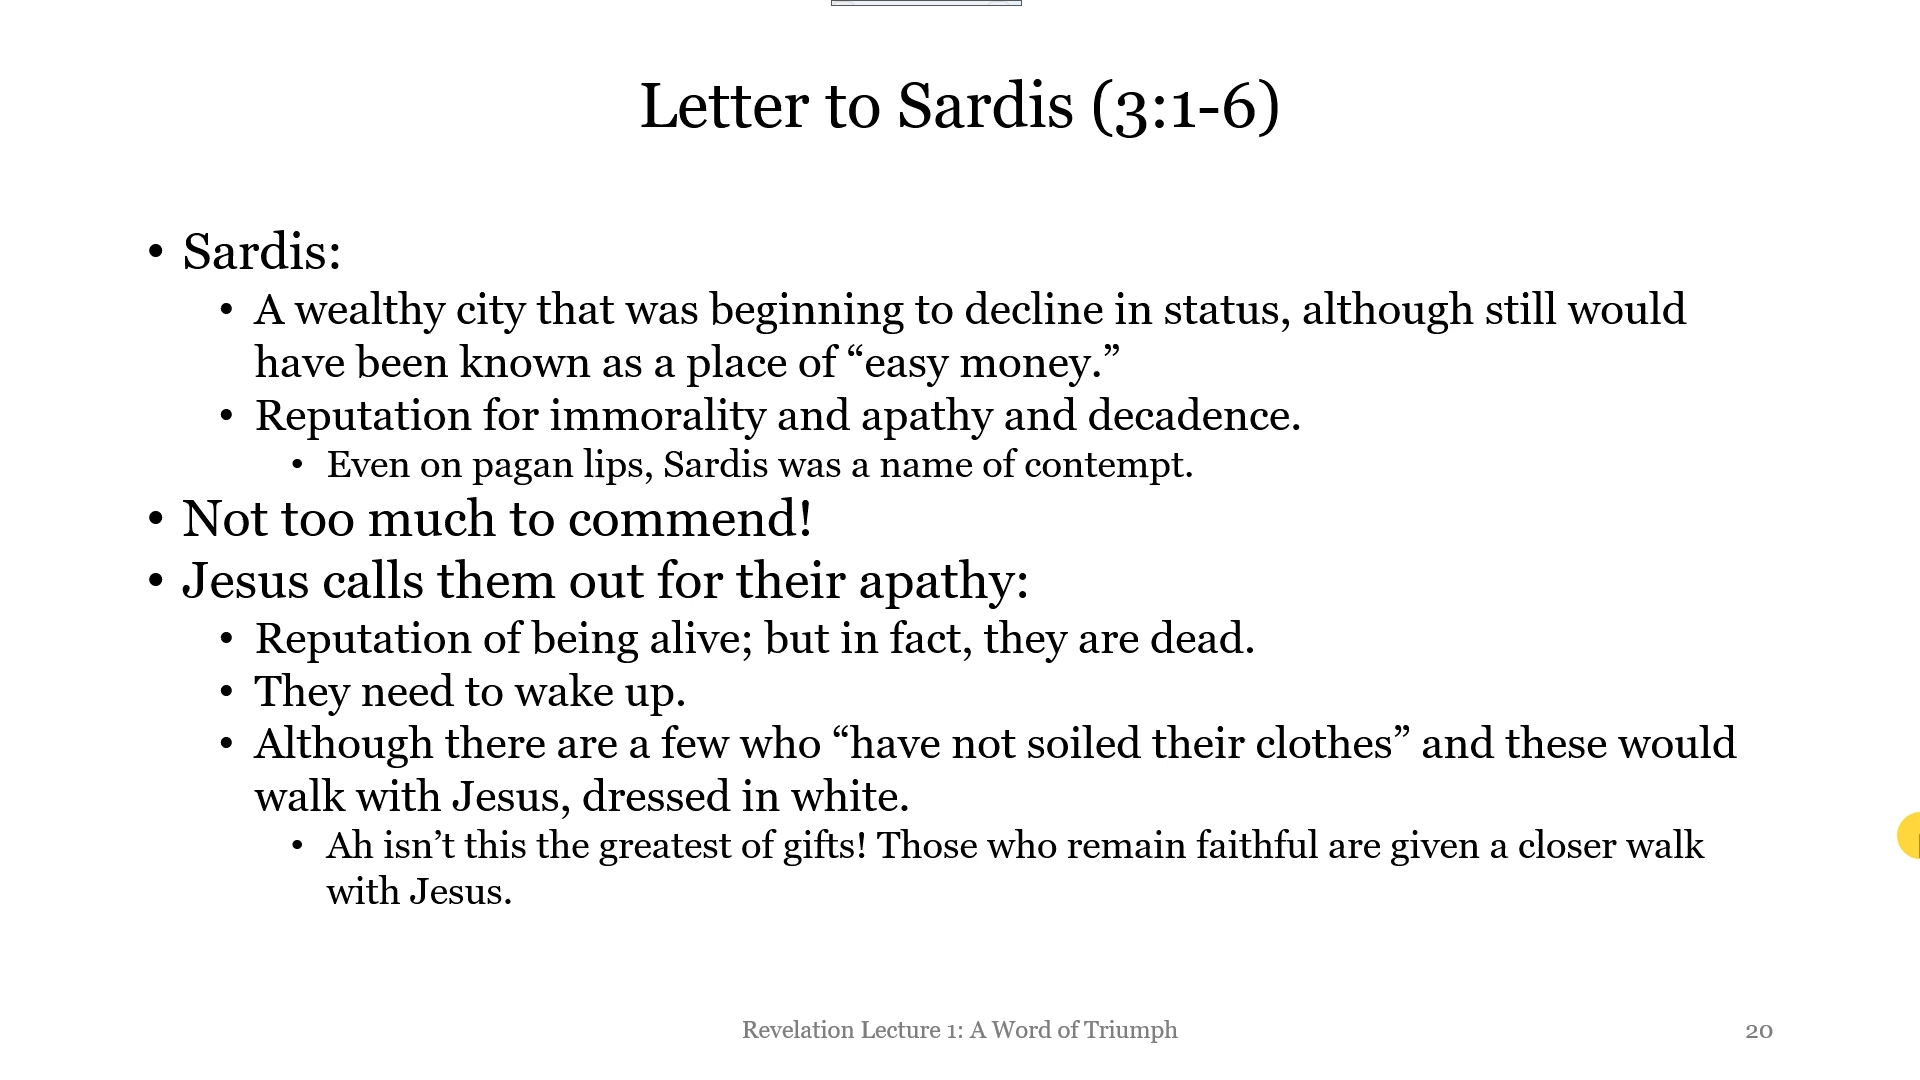 Letter to Sardis (3:1-6)
• Sardis:
• A wealthy city that was beginning to decline in status, although still would
have been known as a place of “easy money.”
• Reputation for immorality and apathy and decadence.
• Even on pagan lips, Sardis was a name of contempt.
• Not too much to commend!
• Jesus calls them out for their apathy:
• Reputation of being alive; but in fact, they are dead.
• They need to wake up.
• Although there are a few who “have not soiled their clothes” and these would
walk with Jesus, dressed in white.
• Ah isn’t this the greatest of gifts! Those who remain faithful are given a closer walk
with Jesus.
Revelation Lecture 1: A Word of Triumph
20